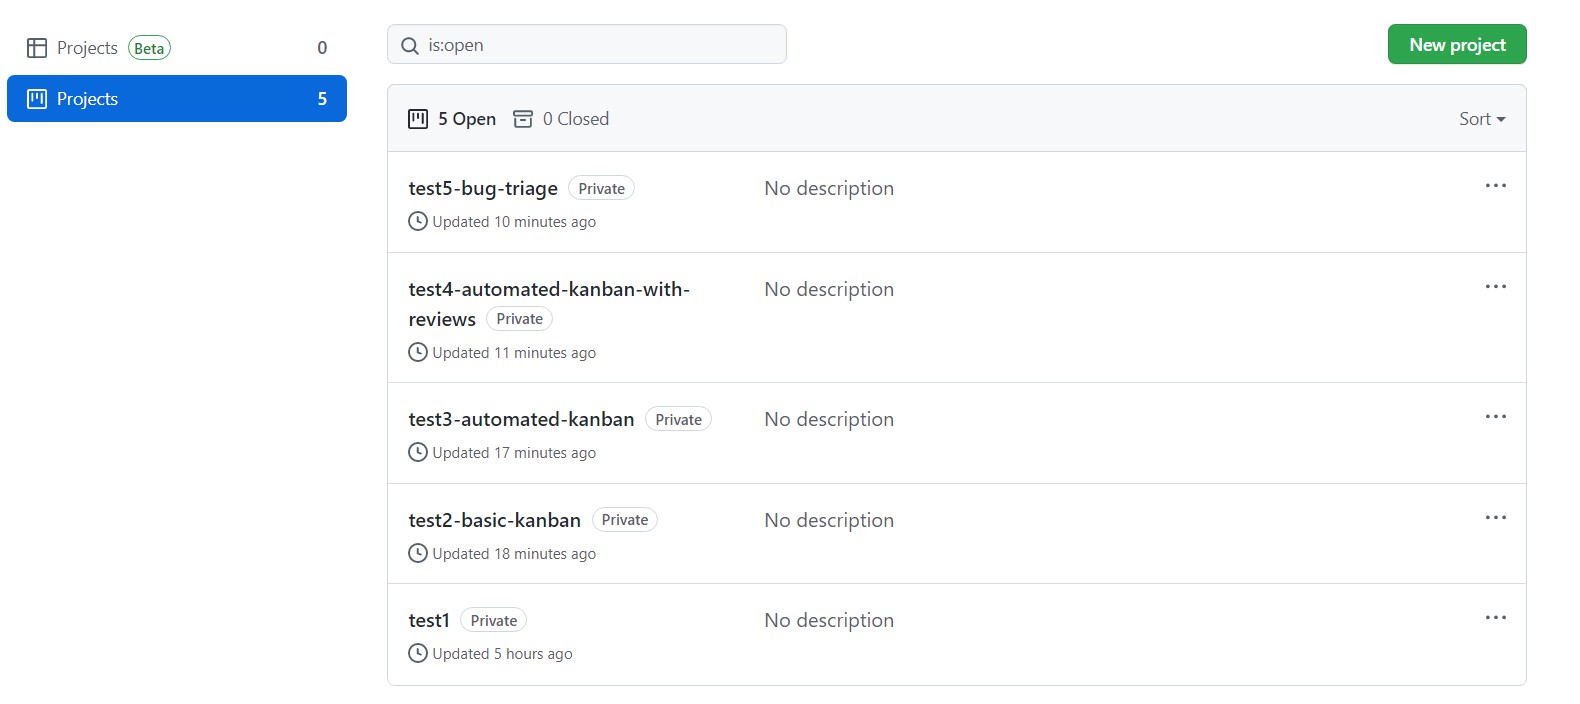 Projects Beta 0
Projects 5
is:open
New project
5 Open 0 Closed
Sort
test5-bug-triage Private
No description
Updated 10 minutes ago
test4-automated-kanban-with-
reviews Private
No description
Updated 11 minutes ago
test3-automated-kanban Private
No description
Updated 17 minutes ago
test2-basic-kanban Private
No description
Updated 18 minutes ago
test1 Private
No description
Updated 5 hours ago